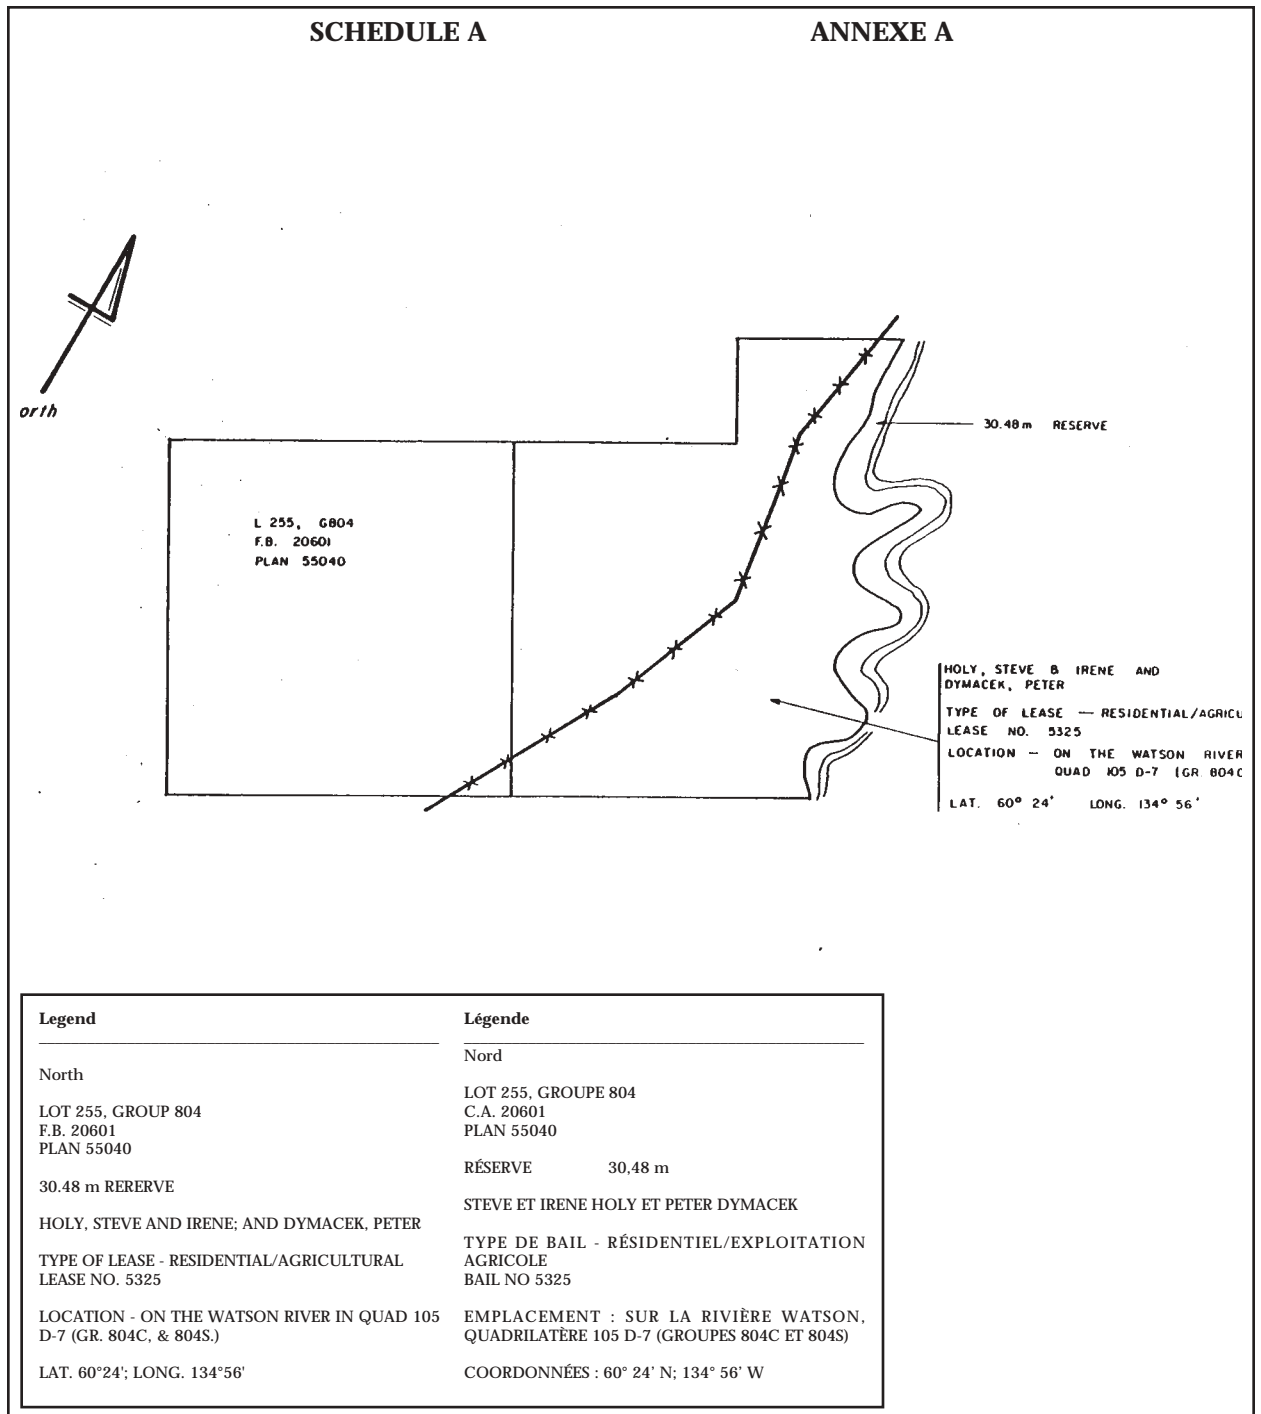 SCHEDULE A
ANNEXE A
orth
30.48 m RESERVE
L 255, G804
F.B. 20601
PLAN 55040
HOLY, STEVE & IRENE AND
DYMACEK, PETER
TYPE OF LEASE — RESIDENTIAL/AGRICU
LEASE NO. 5325
LOCATION – ON THE WATSON RIVER
QUAD 105 D-7 (GR 804C
LAT. 60° 24' LONG. 134° 56'
Legend
North
LOT 255, GROUP 804
F.B. 20601
PLAN 55040
30.48 m RERERVE
HOLY, STEVE AND IRENE; AND DYMACEK, PETER
TYPE OF LEASE - RESIDENTIAL/AGRICULTURAL
LEASE NO. 5325
LOCATION - ON THE WATSON RIVER IN QUAD 105
D-7 (GR. 804C, & 804S.)
LAT. 60°24'; LONG. 134°56'
Légende
Nord
LOT 255, GROUPE 804
C.A. 20601
PLAN 55040
RÉSERVE 30,48 m
STEVE ET IRENE HOLY ET PETER DYMACEK
TYPE DE BAIL - RÉSIDENTIEL/EXPLOITATION
AGRICOLE
BAIL NO 5325
EMPLACEMENT : SUR LA RIVIÈRE WATSON,
QUADRILATÈRE 105 D-7 (GROUPES 804C ET 804S)
COORDONNÉES : 60° 24' N; 134° 56' W